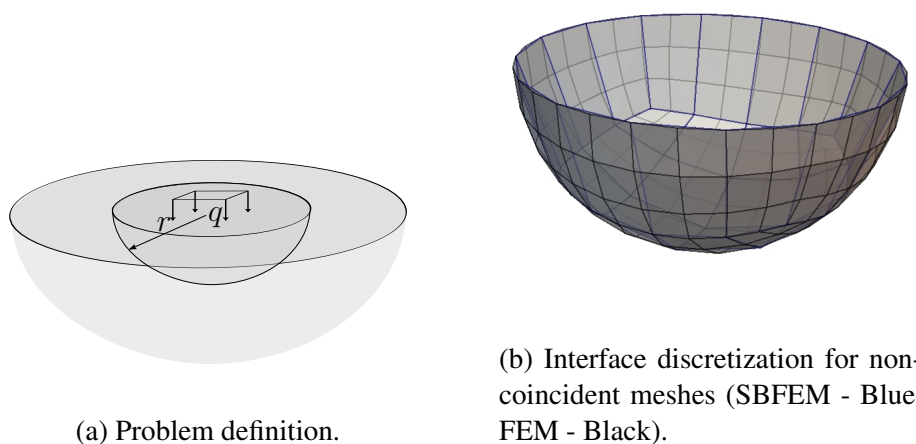 r
q
(a) Problem definition.
(b) Interface discretization for non-
coincident meshes (SBFEM - Blue
FEM - Black).